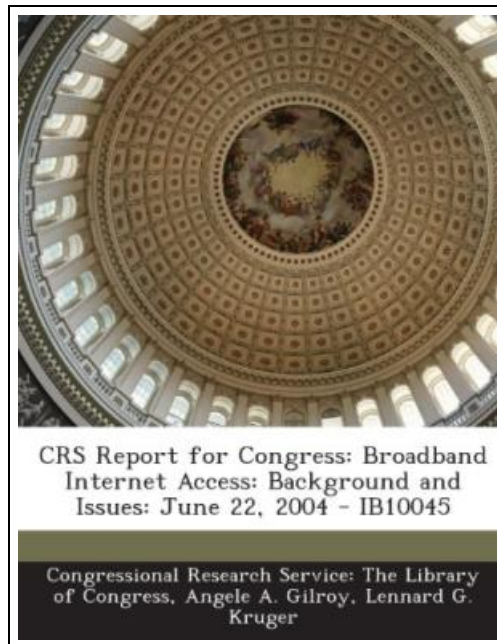 CRS Report for Congress: Broadband
Internet Access: Background and
Issues: June 22, 2004 - IB10045
Congressional Research Service: The Library
of Congress, Angele A. Gilroy, Lennard G.
Kruger